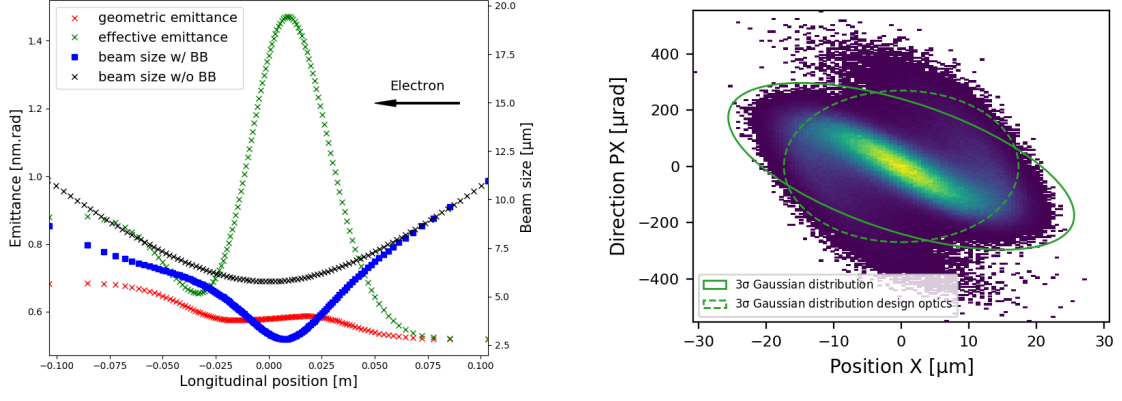 geometric emittance
effective emittance
beam size w/ BB
beam size w/o BB
Electron
Emittance [nm.rad]
1.4
1.2
1.0
0.8
0.6
Beam size [μm]
20.0
17.5
15.0
12.5
10.0
7.5
5.0
2.5
−0.100 −0.075 −0.050 −0.025 0.000 0.025 0.050 0.075 0.100
Longitudinal position [m]
Direction PX [μrad]
400
200
0
−200
−400
3σ Gaussian distribution
3σ Gaussian distribution design optics
−30 −20 −10 0 10 20 30
Position X [μm]